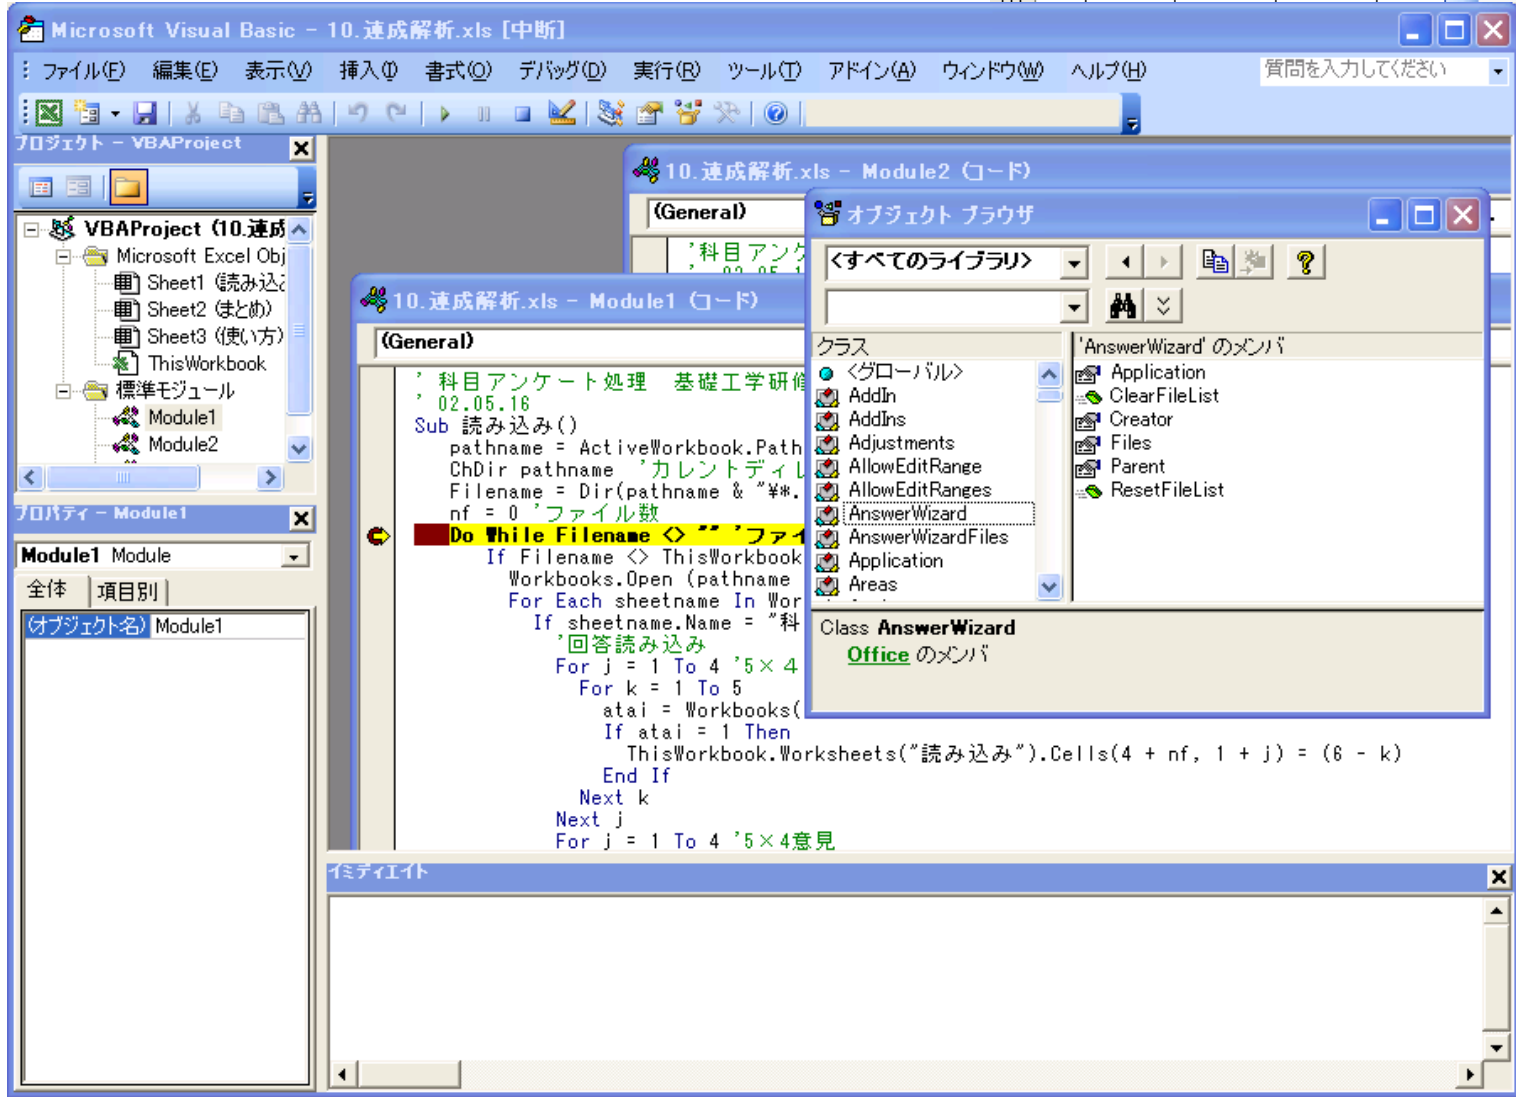 Microsoft Visual Basic - 10.連成解析.xls [中断]
ファイル(F) 編集(E) 表示(V) 挿入(I) 書式(O) デバッグ(D) 実行(R) ツール(T) アドイン(A) ウィンドウ(W) ヘルプ(H) 質問を入力してください
プロジェクト - VBAProject
VBAProject (10.連成
Microsoft Excel Obj
Sheet1 (読み込
Sheet2 (まとめ)
Sheet3 (使い方)
ThisWorkbook
標準モジュール
Module1
Module2
プロパティ - Module1
Module1 Module
全体 項目別
(オブジェクト名) Module1
10.連成解析.xls - Module2 (コード)
(General)
'科目アンケ
10.連成解析.xls - Module1 (コード)
(General)
' 科目アンケート処理 基礎工学研修
' 02.05.16
Sub 読み込み()
pathname = ActiveWorkbook.Path
ChDir pathname 'カレントディレ
Filename = Dir(pathname & "¥*.
nf = 0 'ファイル数
Do While Filename <> "" 'ファイ
If Filename <> ThisWorkbook
Workbooks.Open (pathname
For Each sheetname In Wor
If sheetname.Name = "科
'回答読み込み
For j = 1 To 4 '5×4
For k = 1 To 5
atai = Workbooks(
If atai = 1 Then
ThisWorkbook.Worksheets("読み込み").Cells(4 + nf, 1 + j) = (6 - k)
End If
Next k
Next j
For j = 1 To 4 '5×4意見
オブジェクト ブラウザ
<すべてのライブラリ>
クラス
<グローバル>
AddIn
AddIns
Adjustments
AllowEditRange
AllowEditRanges
AnswerWizard
AnswerWizardFiles
Application
Areas
'AnswerWizard' のメンバ
Application
ClearFileList
Creator
Files
Parent
ResetFileList
Class AnswerWizard
Office のメンバ
イミディエイト